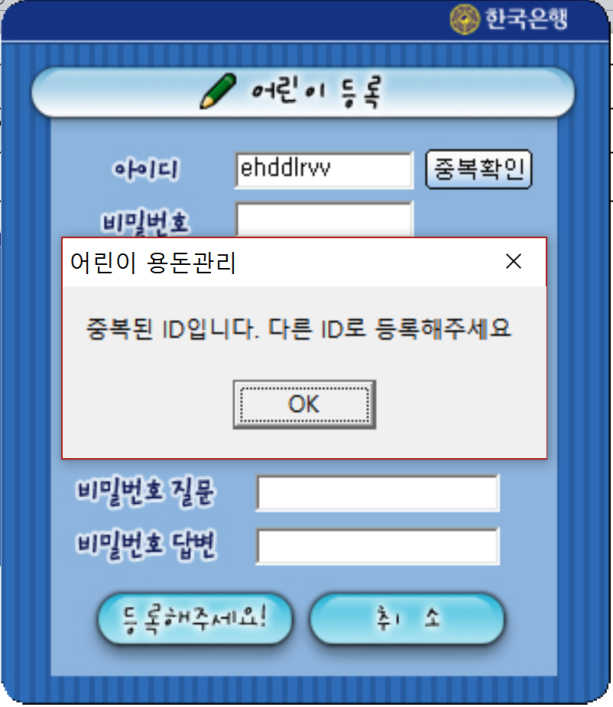 한국은행
어린이 등록
아이디 ehddlrvv 중복확인
비밀번호
어린이 용돈관리
중복된 ID입니다. 다른 ID로 등록해주세요
OK
비밀번호 질문
비밀번호 답변
등록해주세요! 취 소